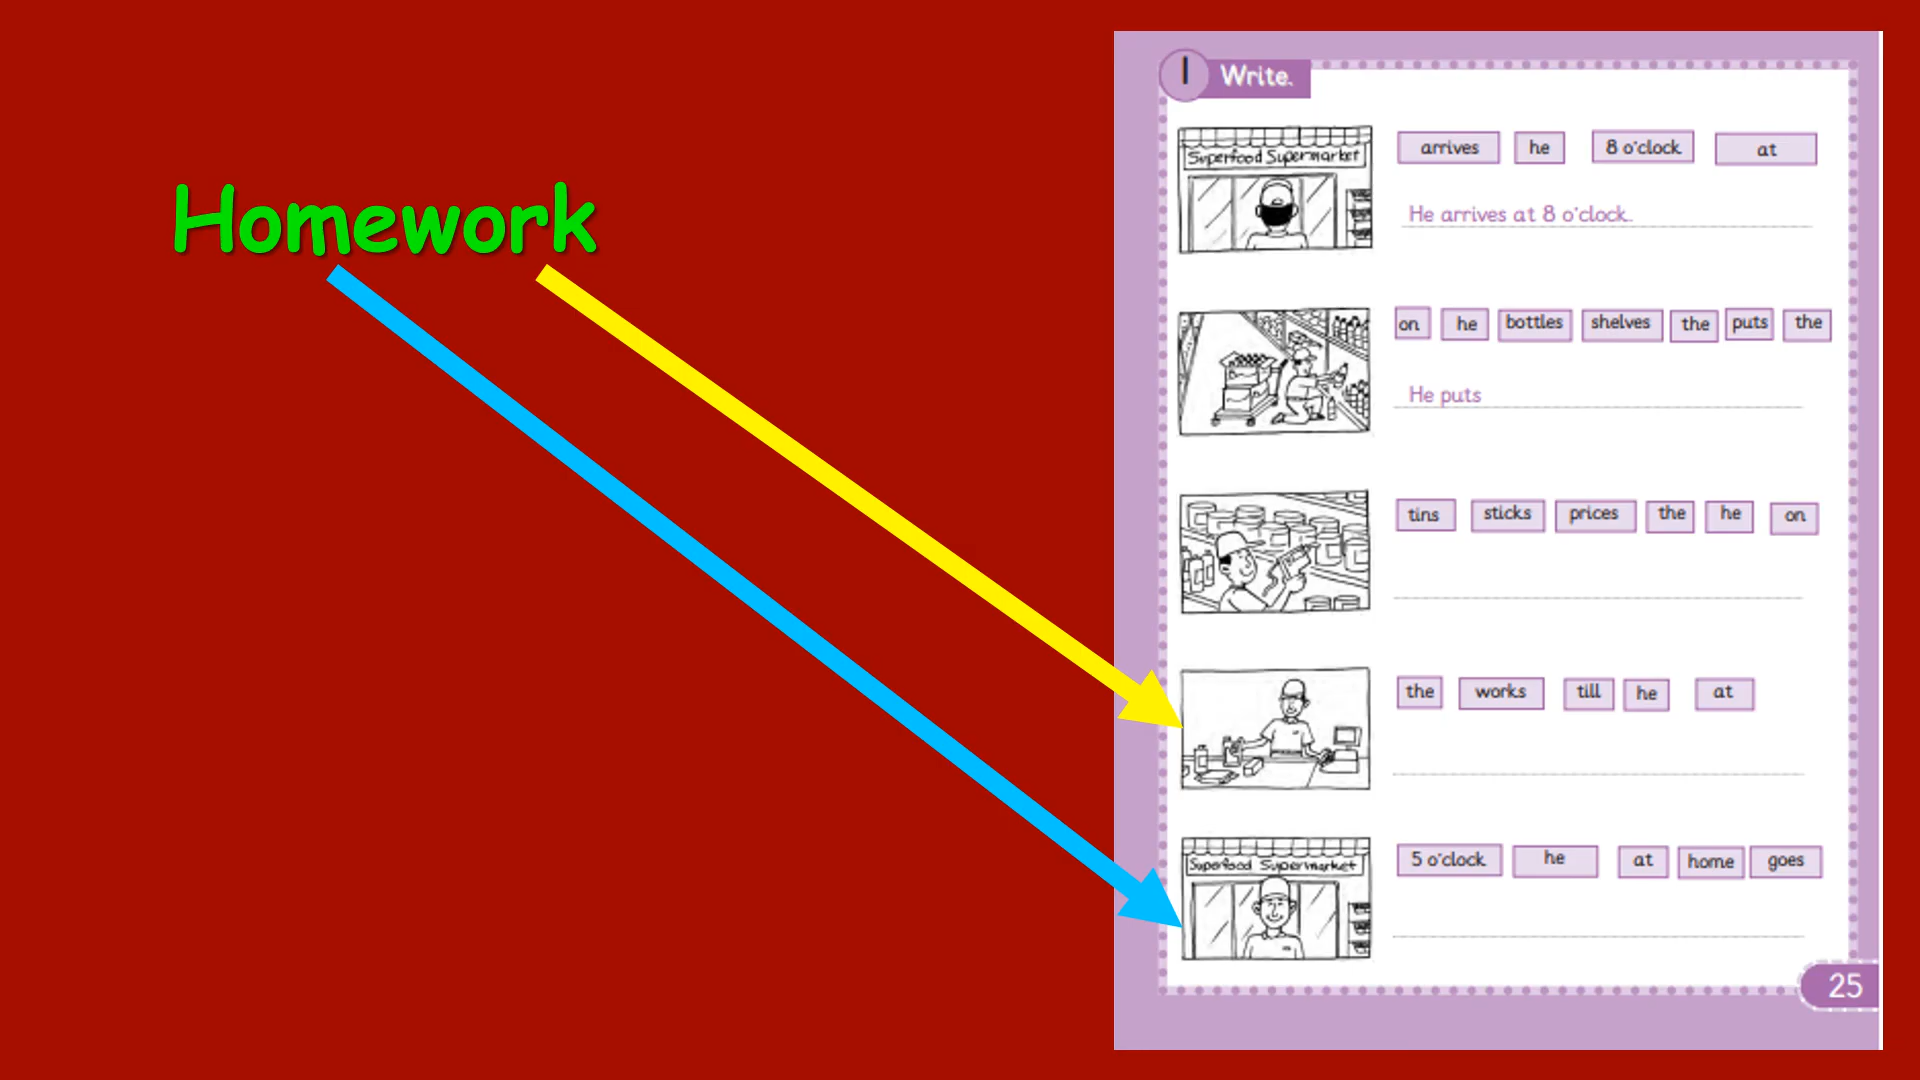 Homework
1 Write.
Superfood Supermarket
arrives he 8 o'clock at
He arrives at 8 o'clock.
on he bottles shelves the puts the
He puts
tins sticks prices the he on
the works till he at
Superfood Supermarket
5 o'clock he at home goes
25